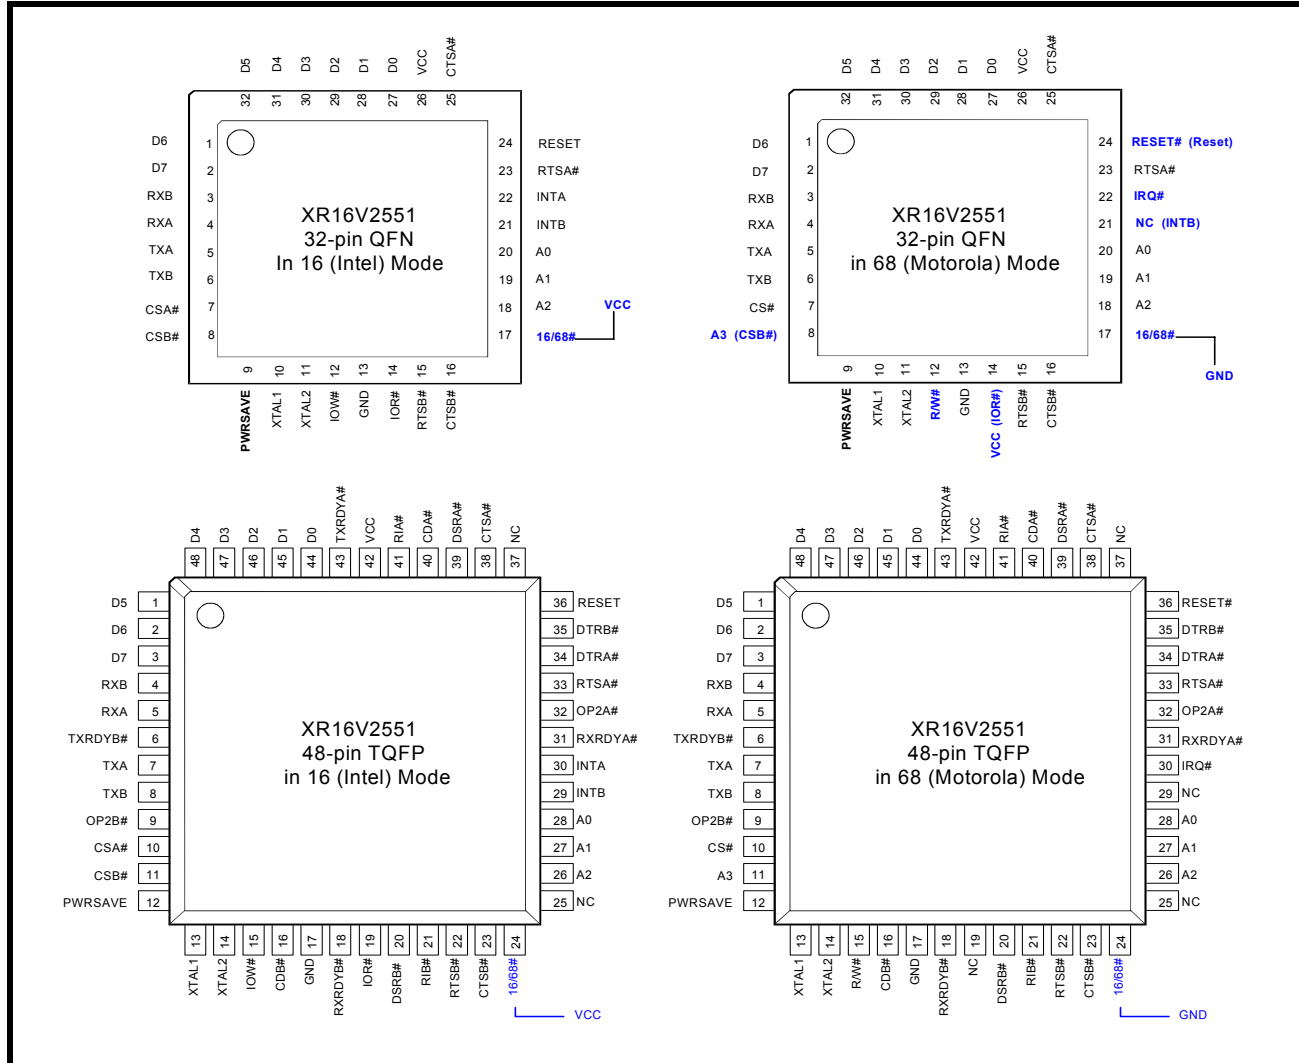 D5 D4 D3 D2 D1 D0 VCC CTSA#
32 31 30 29 28 27 26 25
D6 1 24 RESET
D7 2 23 RTSA#
RXB 3 22 INTA
RXA 4 21 INTB
TXA 5 20 A0
TXB 6 19 A1
CSA# 7 18 A2 VCC
CSB# 8 17 16/68#
XR16V2551
32-pin QFN
In 16 (Intel) Mode
9 10 11 12 13 14 15 16
PWRSAVE XTAL1 XTAL2 IOW# GND IOR# RTSB# CTSB#
D5 D4 D3 D2 D1 D0 VCC CTSA#
32 31 30 29 28 27 26 25
D6 1 24 RESET# (Reset)
D7 2 23 RTSA#
RXB 3 22 IRQ#
RXA 4 21 NC (INTB)
TXA 5 20 A0
TXB 6 19 A1
CS# 7 18 A2
A3 (CSB#) 8 17 16/68#
GND
XR16V2551
32-pin QFN
in 68 (Motorola) Mode
9 10 11 12 13 14 15 16
PWRSAVE XTAL1 XTAL2 R/W# GND VCC (IOR#) RTSB# CTSB#
D4 D3 D2 D1 D0 TXRDYA# VCC RIA# CDA# DSRA# CTSA# NC
48 47 46 45 44 43 42 41 40 39 38 37
D5 1 36 RESET
D6 2 35 DTRB#
D7 3 34 DTRA#
RXB 4 33 RTSA#
RXA 5 32 OP2A#
TXRDYB# 6 31 RXRDYA#
TXA 7 30 INTA
TXB 8 29 INTB
OP2B# 9 28 A0
CSA# 10 27 A1
CSB# 11 26 A2
PWRSAVE 12 25 NC
XR16V2551
48-pin TQFP
in 16 (Intel) Mode
13 14 15 16 17 18 19 20 21 22 23 24
XTAL1 XTAL2 IOW# CDB# GND RXRDYB# IOR# DSRB# RIB# RTSB# CTSB# 16/68#
VCC
D4 D3 D2 D1 D0 TXRDYA# VCC RIA# CDA# DSRA# CTSA# NC
48 47 46 45 44 43 42 41 40 39 38 37
D5 1 36 RESET#
D6 2 35 DTRB#
D7 3 34 DTRA#
RXB 4 33 RTSA#
RXA 5 32 OP2A#
TXRDYB# 6 31 RXRDYA#
TXA 7 30 IRQ#
TXB 8 29 NC
OP2B# 9 28 A0
CS# 10 27 A1
A3 11 26 A2
PWRSAVE 12 25 NC
XR16V2551
48-pin TQFP
in 68 (Motorola) Mode
13 14 15 16 17 18 19 20 21 22 23 24
XTAL1 XTAL2 R/W# CDB# GND RXRDYB# NC DSRB# RIB# RTSB# CTSB# 16/68#
GND